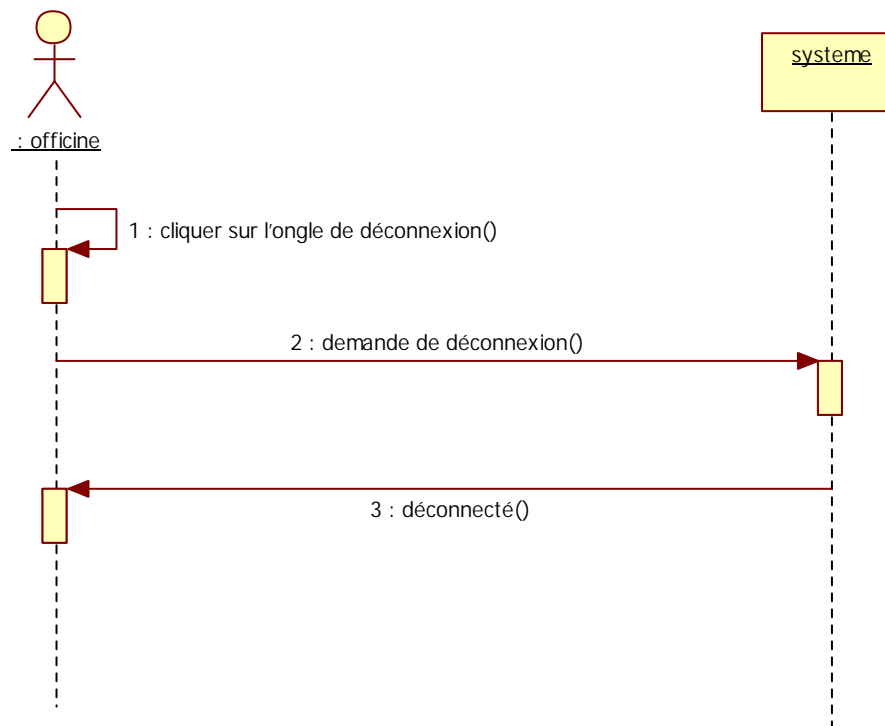 systeme
: officine
1 : cliquer sur l'ongle de déconnexion()
2 : demande de déconnexion()
3 : déconnecté()